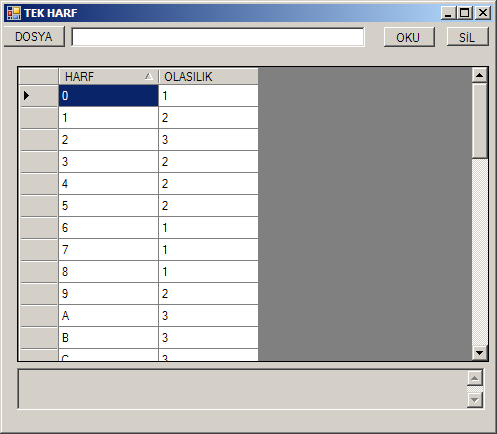 TEK HARF
DOSYA OKU SİL
HARF OLASILIK
0 1
1 2
2 3
3 2
4 2
5 2
6 1
7 1
8 1
9 2
A 3
B 3
C 3